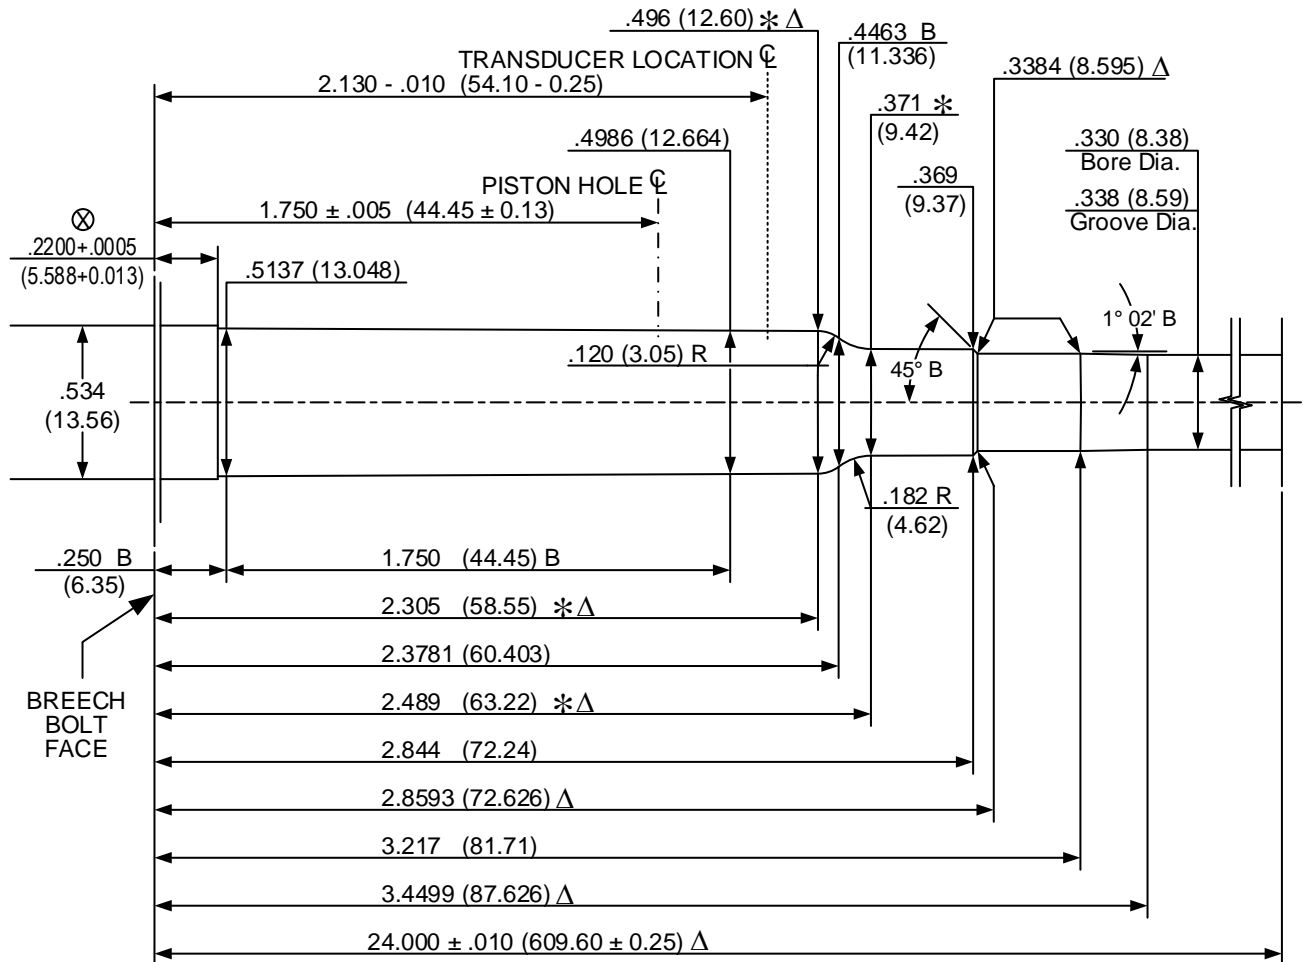 .496 (12.60) ✻ Δ
.4463 B
(11.336)
TRANSDUCER LOCATION ℄
.3384 (8.595) Δ
2.130 - .010 (54.10 - 0.25)
.371 ✻
(9.42)
.4986 (12.664)
.330 (8.38)
Bore Dia.
.369
(9.37)
PISTON HOLE ℄
.338 (8.59)
Groove Dia.
1.750 ± .005 (44.45 ± 0.13)
⊗
.2200+.0005
(5.588+0.013)
.5137 (13.048)
1° 02' B
.120 (3.05) R
45° B
.534
(13.56)
.182 R
(4.62)
.250 B
(6.35)
1.750 (44.45) B
2.305 (58.55) ✻ Δ
2.3781 (60.403)
BREECH
BOLT
FACE
2.489 (63.22) ✻ Δ
2.844 (72.24)
2.8593 (72.626) Δ
3.217 (81.71)
3.4499 (87.626) Δ
24.000 ± .010 (609.60 ± 0.25) Δ